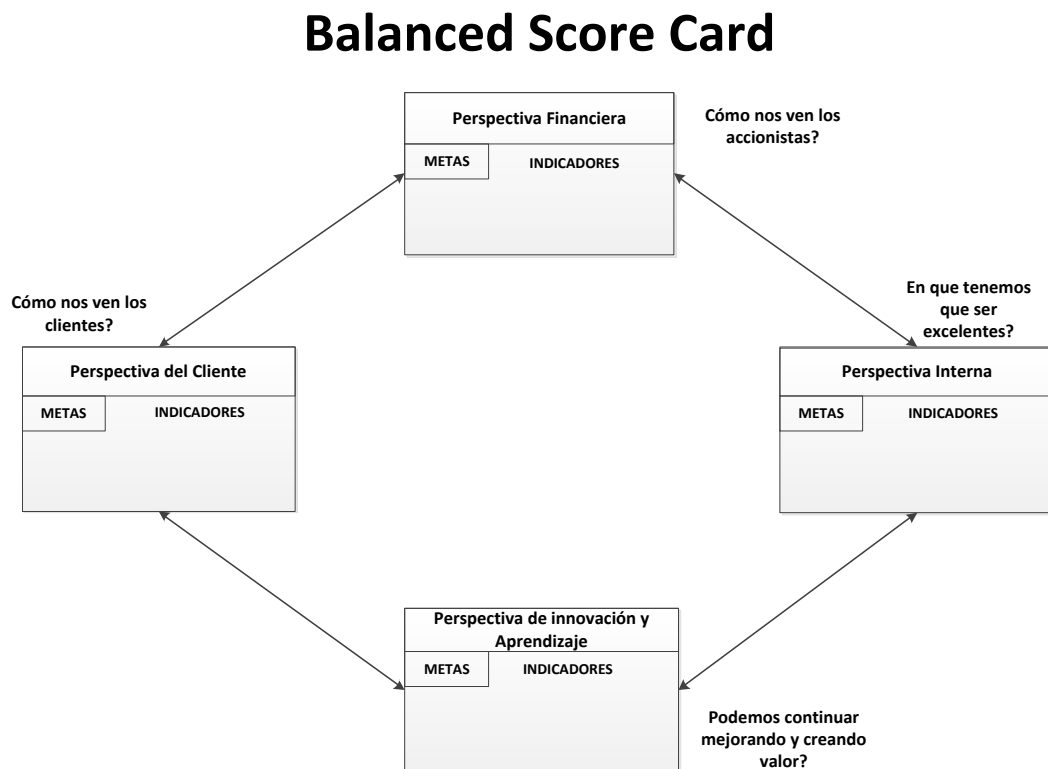 Balanced Score Card
Perspectiva Financiera
METAS
INDICADORES
Cómo nos ven los
accionistas?
Cómo nos ven los
clientes?
Perspectiva del Cliente
METAS
INDICADORES
En que tenemos
que ser
excelentes?
Perspectiva Interna
METAS
INDICADORES
Perspectiva de innovación y
Aprendizaje
METAS
INDICADORES
Podemos continuar
mejorando y creando
valor?